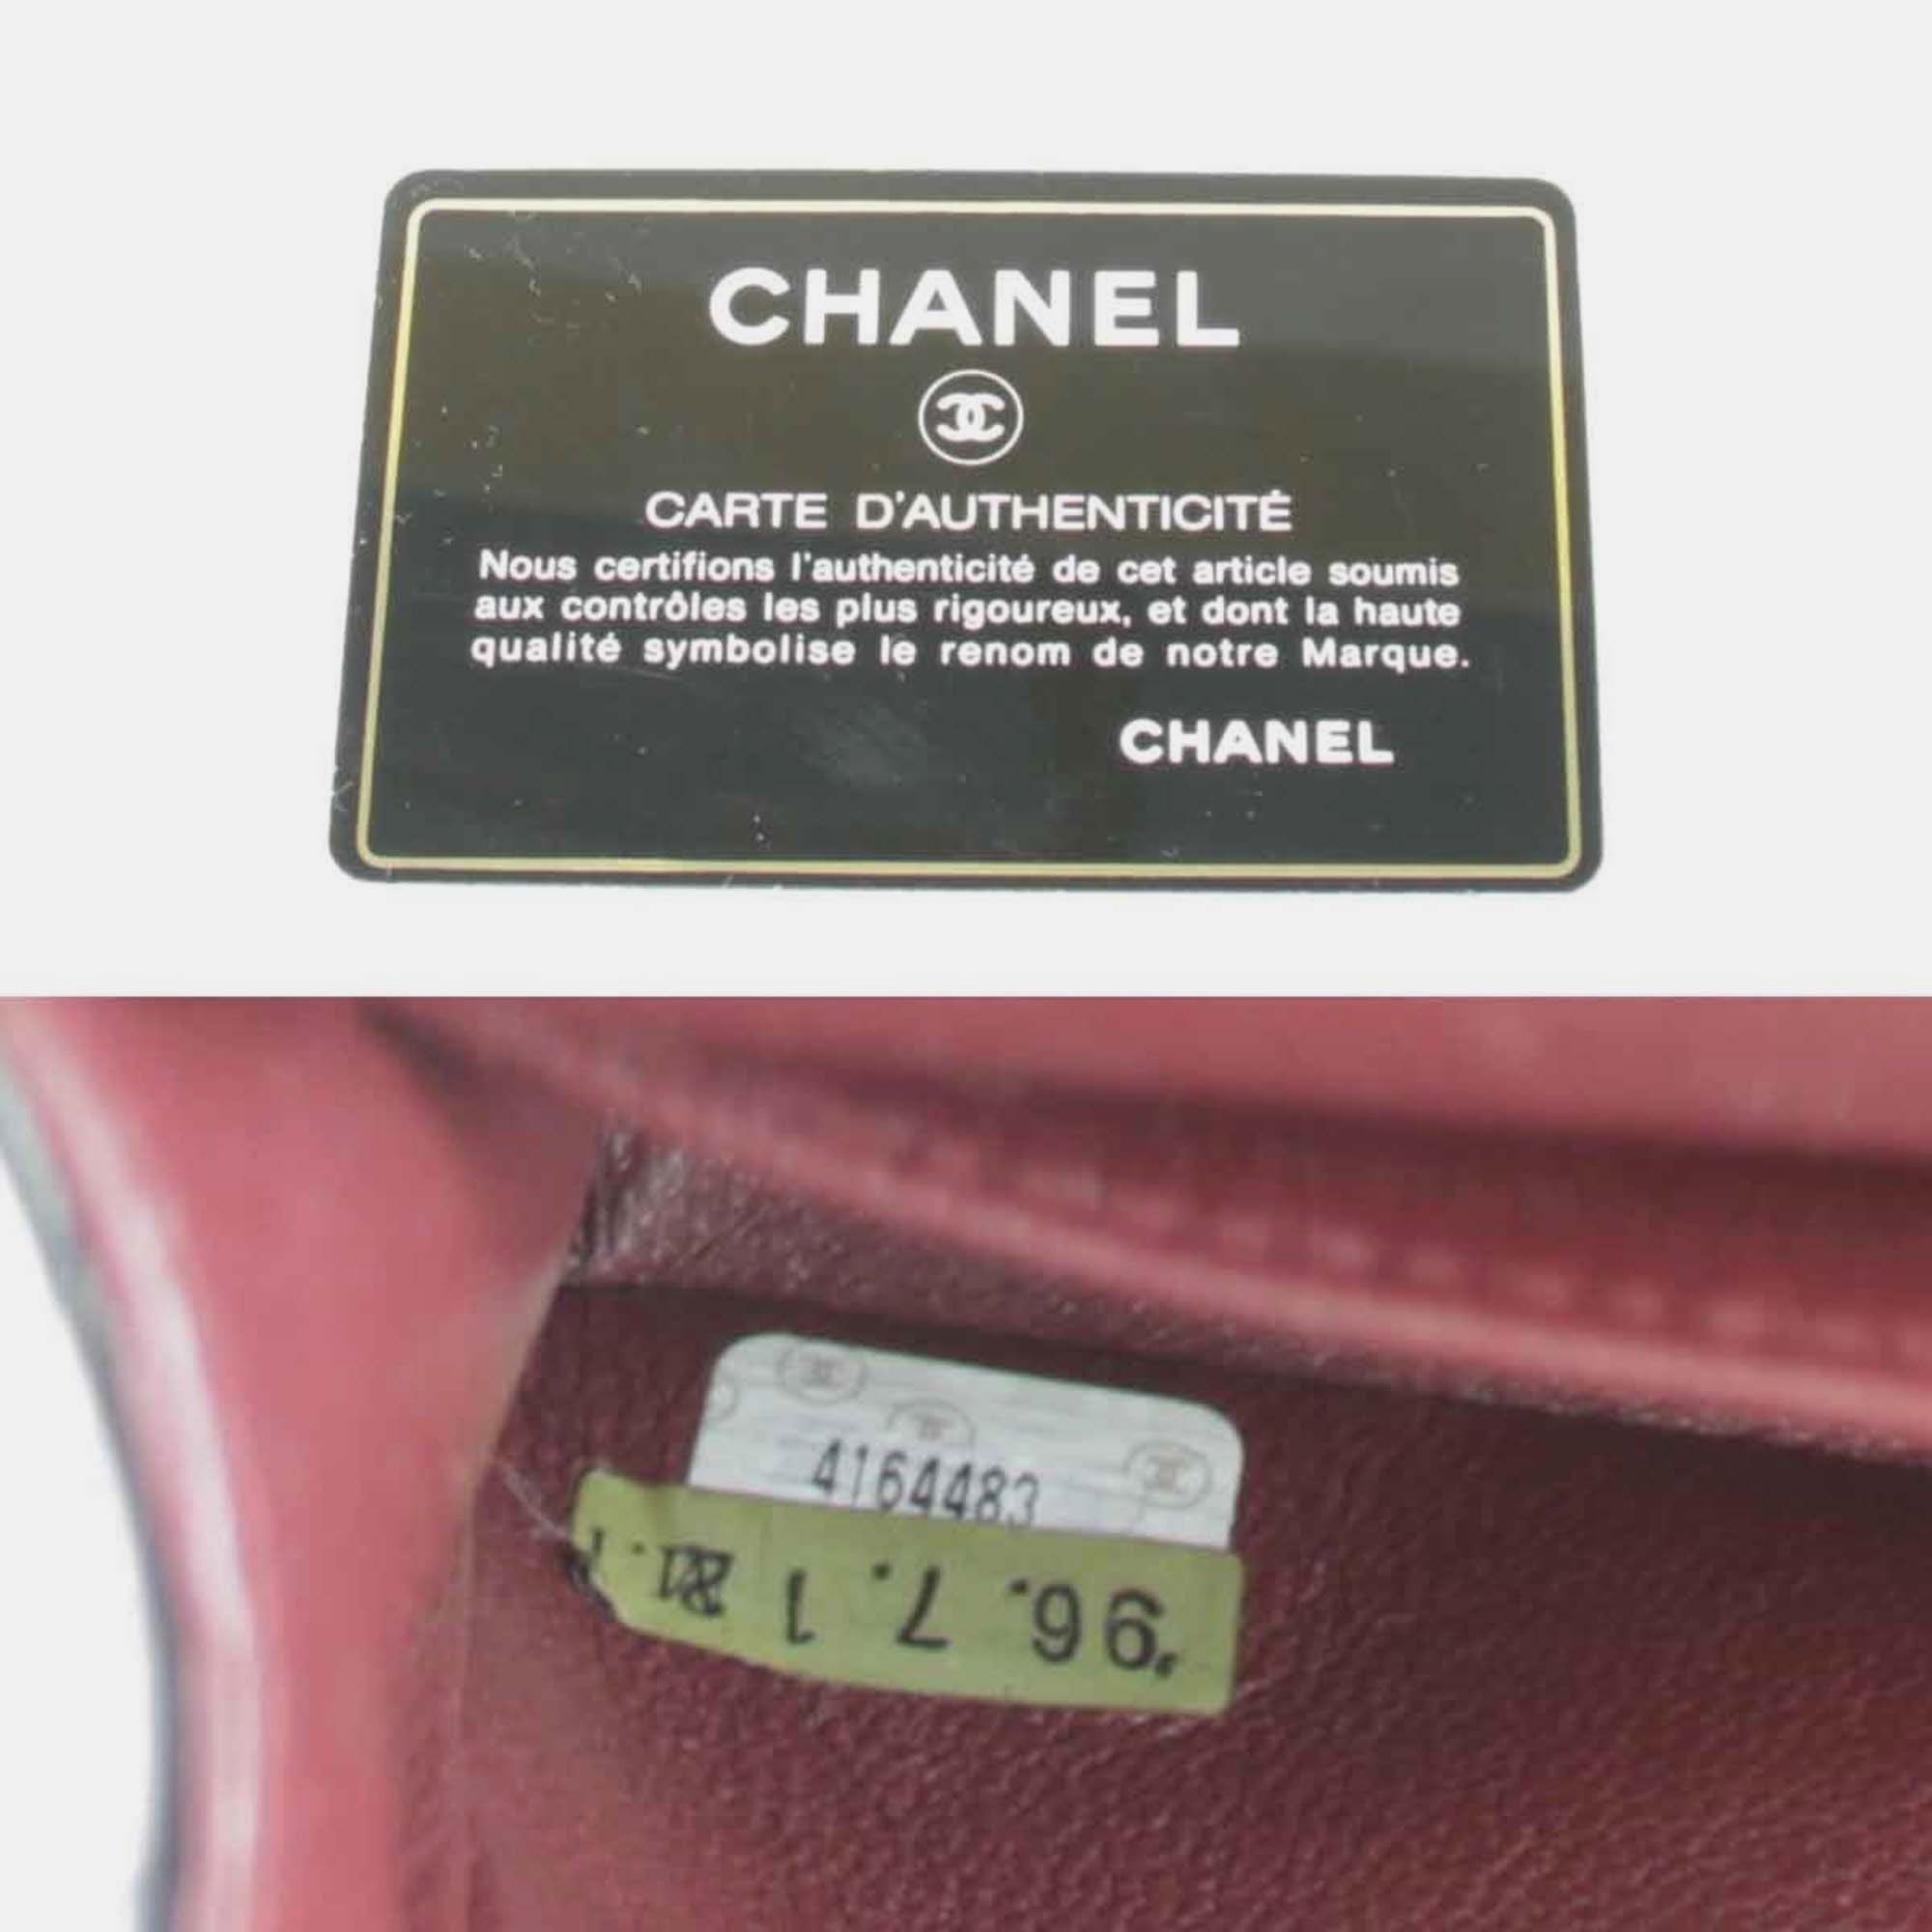 CHANEL
CARTE D'AUTHENTICITÉ
Nous certifions l'authenticité de cet article soumis
aux contrôles les plus rigoureux, et dont la haute
qualité symbolise le renom de notre Marque.
CHANEL
4164483
'96. 7. 1